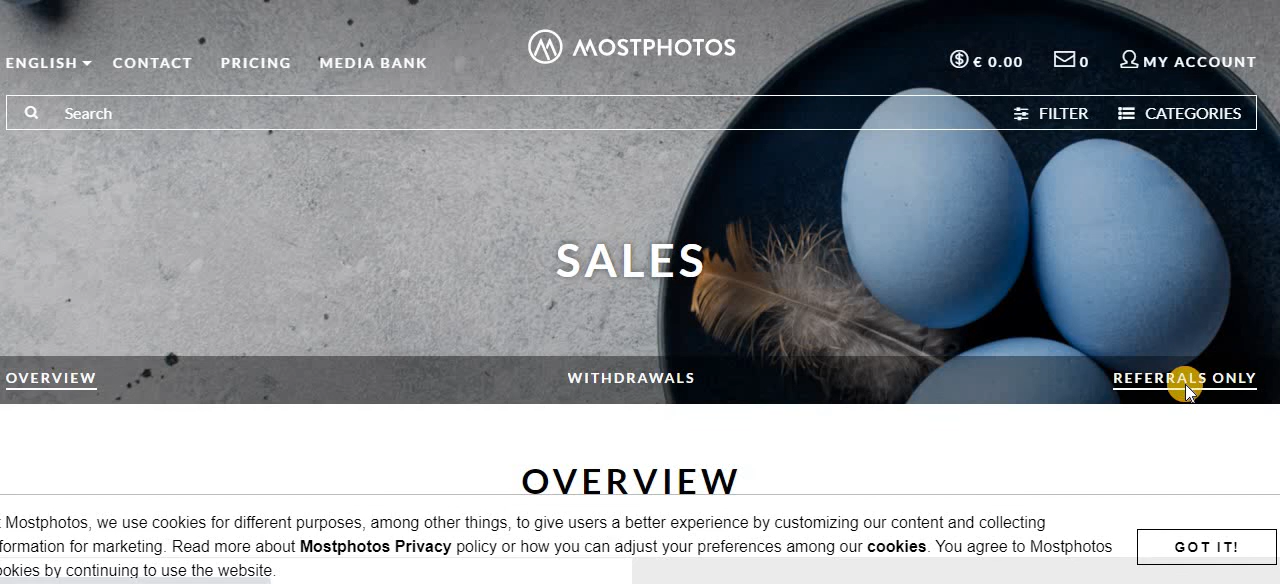 MOSTPHOTOS
ENGLISH CONTACT PRICING MEDIA BANK € 0.00 0 MY ACCOUNT
Search FILTER CATEGORIES
SALES
OVERVIEW WITHDRAWALS REFERRALS ONLY
OVERVIEW
Mostphotos, we use cookies for different purposes, among other things, to give users a better experience by customizing our content and collecting
formation for marketing. Read more about Mostphotos Privacy policy or how you can adjust your preferences among our cookies. You agree to Mostphotos
ookies by continuing to use the website.
GOT IT!